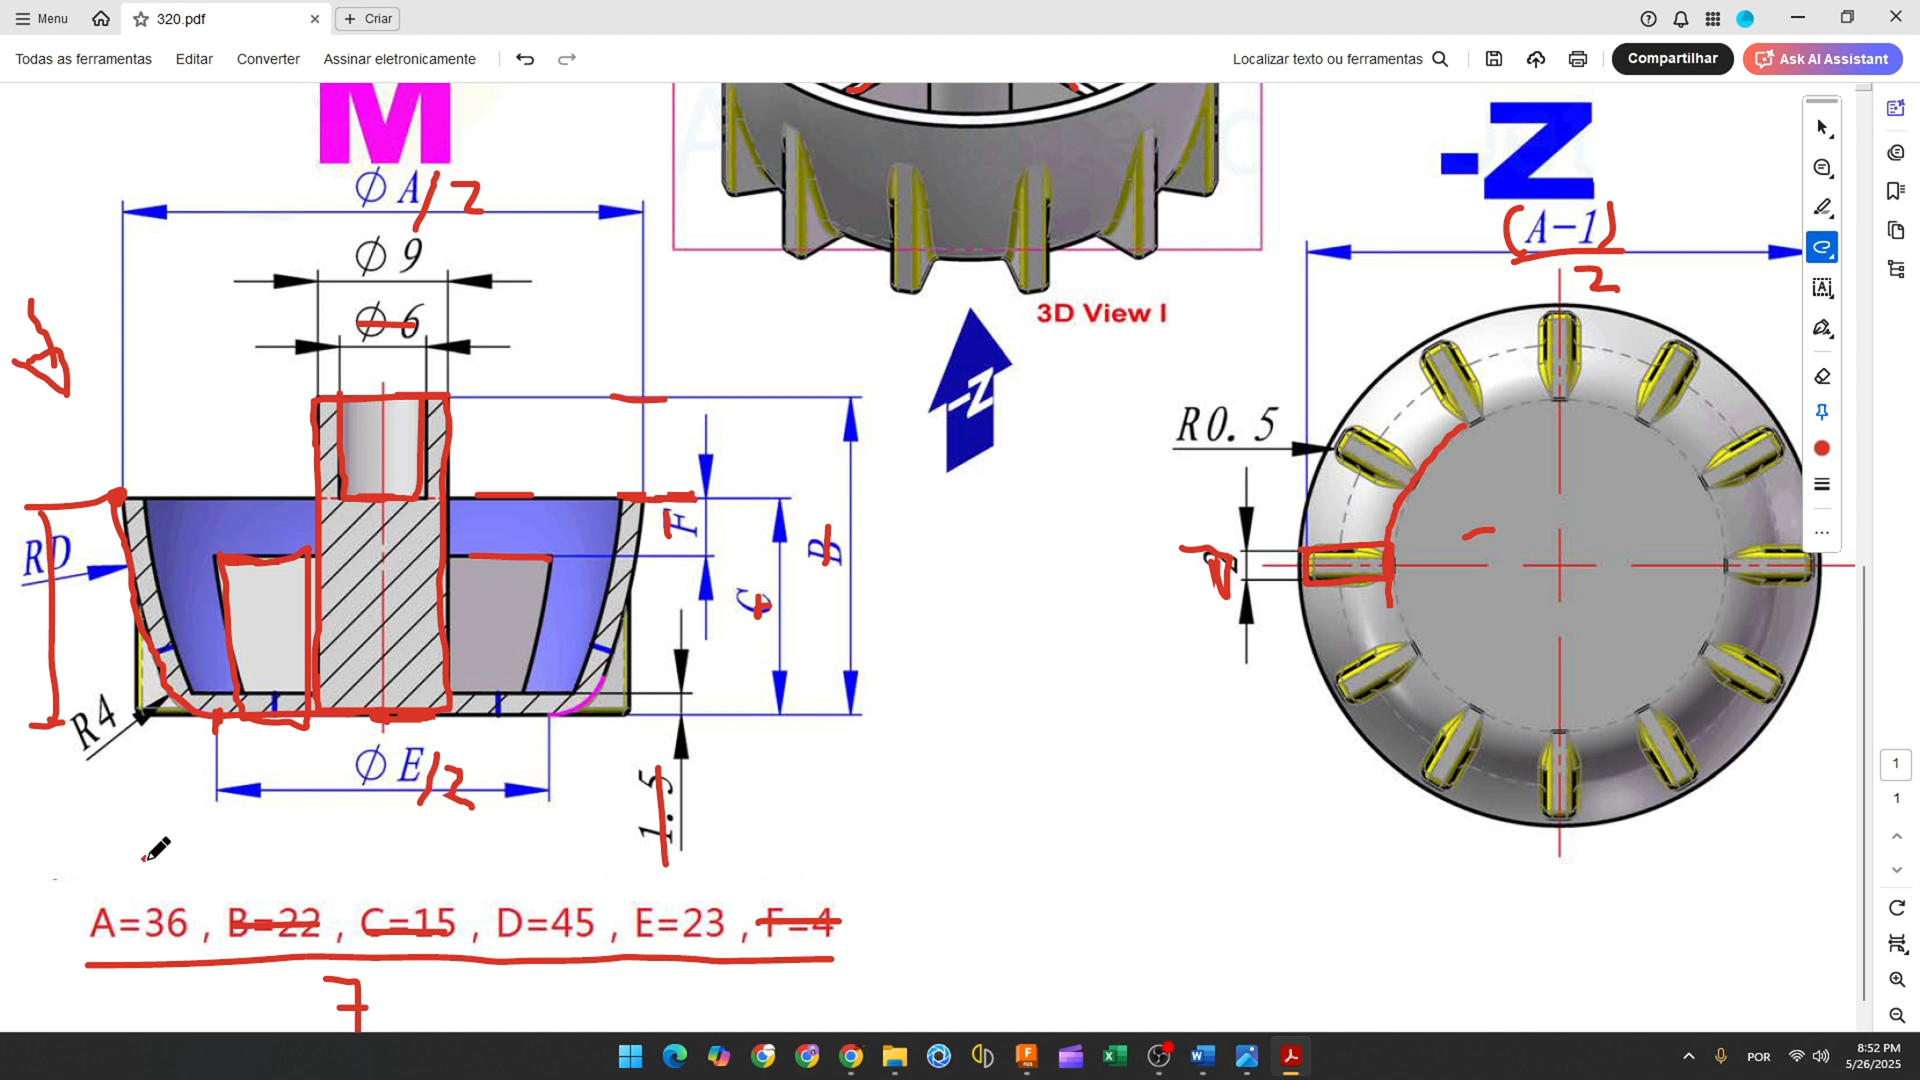 Menu
320.pdf
Criar
Todas as ferramentas
Editar
Converter
Assinar eletronicamente
Localizar texto ou ferramentas
Compartilhar
Ask AI Assistant
M
-Z
Ø A/2
(A-1)
2
Ø 9
Ø 6
3D View I
-Z
R0.5
RD
F
B
C
2
R4
Ø E/2
1.5
1
1
A=36 , B=22 , C=15 , D=45 , E=23 , F=4
7
POR
8:52 PM
5/26/2025